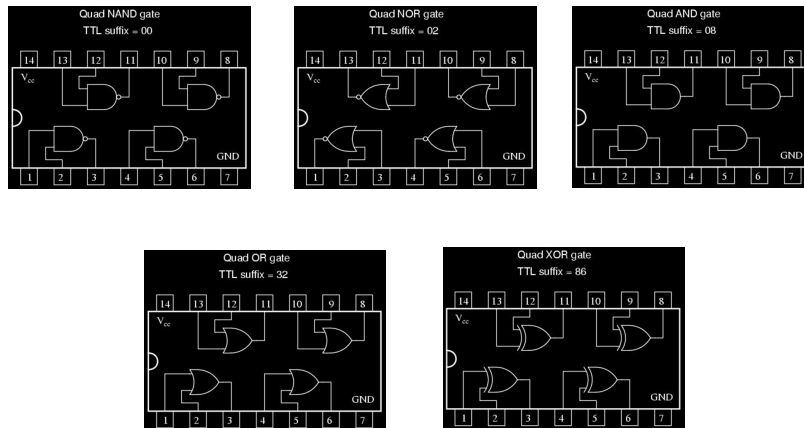 Quad NAND gate
TTL suffix = 00
14 13 12 11 10 9 8
Vcc
GND
1 2 3 4 5 6 7
Quad NOR gate
TTL suffix = 02
14 13 12 11 10 9 8
Vcc
GND
1 2 3 4 5 6 7
Quad AND gate
TTL suffix = 08
14 13 12 11 10 9 8
Vcc
GND
1 2 3 4 5 6 7
Quad OR gate
TTL suffix = 32
14 13 12 11 10 9 8
Vcc
GND
1 2 3 4 5 6 7
Quad XOR gate
TTL suffix = 86
14 13 12 11 10 9 8
Vcc
GND
1 2 3 4 5 6 7